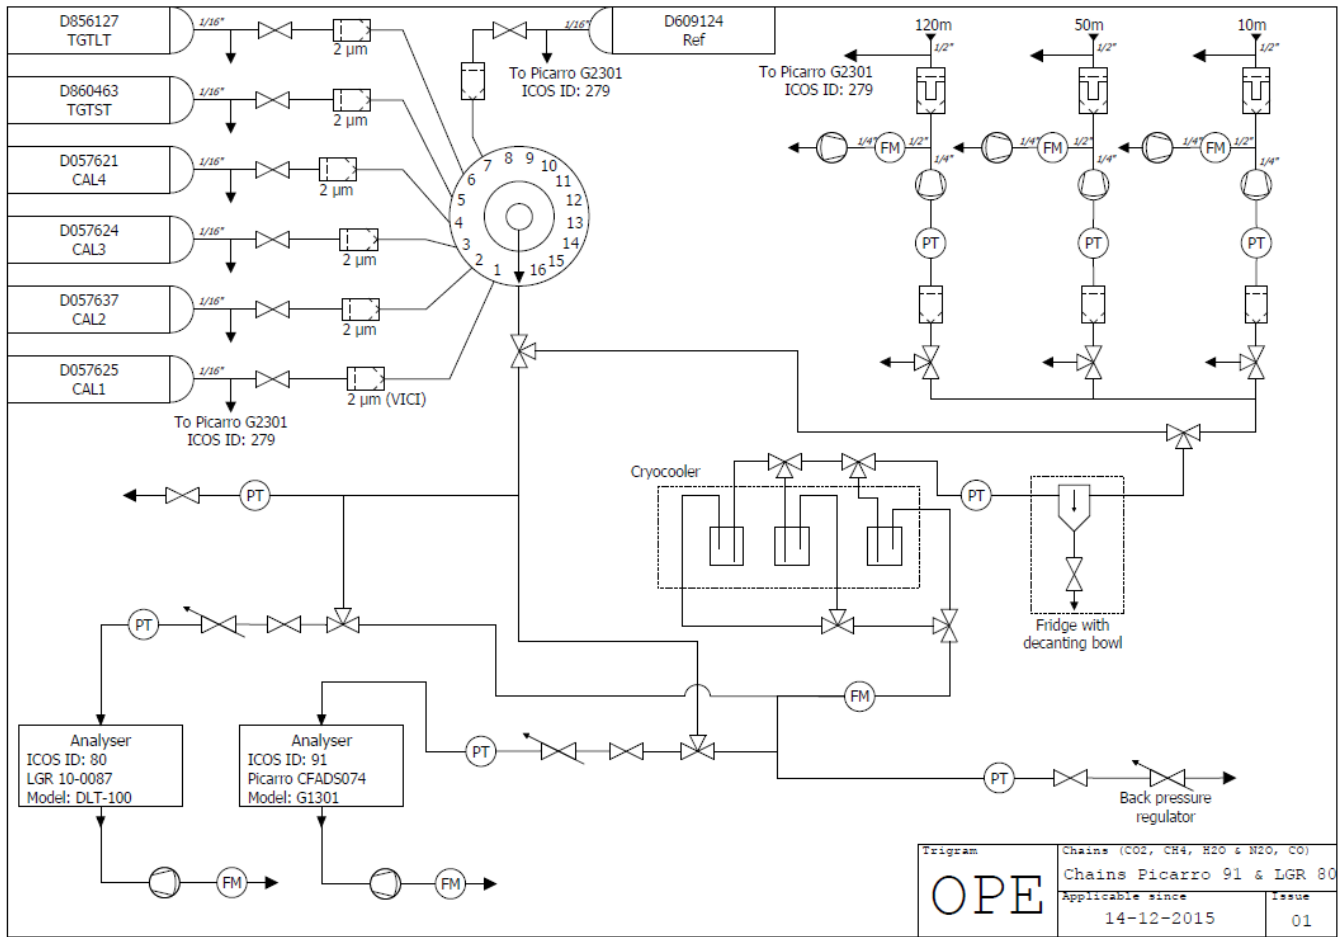 D856127
TGTLT
1/16"
2 µm
D860463
TGTST
1/16"
2 µm
D057621
CAL4
1/16"
2 µm
D057624
CAL3
1/16"
2 µm
D057637
CAL2
1/16"
2 µm
D057625
CAL1
1/16"
2 µm (VICI)
To Picarro G2301
ICOS ID: 279
1/16"
D609124
Ref
To Picarro G2301
ICOS ID: 279
1
2
3
4
5
6
7
8
9
10
11
12
13
14
15
16
120m
50m
10m
1/2"
1/2"
1/2"
To Picarro G2301
ICOS ID: 279
1/4"
FM
1/2"
1/4"
1/4"
FM
1/2"
1/4"
1/4"
FM
1/2"
1/4"
PT
PT
PT
Cryocooler
PT
Fridge with
decanting bowl
PT
PT
FM
PT
PT
Back pressure
regulator
Analyser
ICOS ID: 80
LGR 10-0087
Model: DLT-100
Analyser
ICOS ID: 91
Picarro CFADS074
Model: G1301
FM
FM
Trigram
OPE
Chains (CO2, CH4, H2O & N2O, CO)
Chains Picarro 91 & LGR 80
Applicable since
14-12-2015
Issue
01